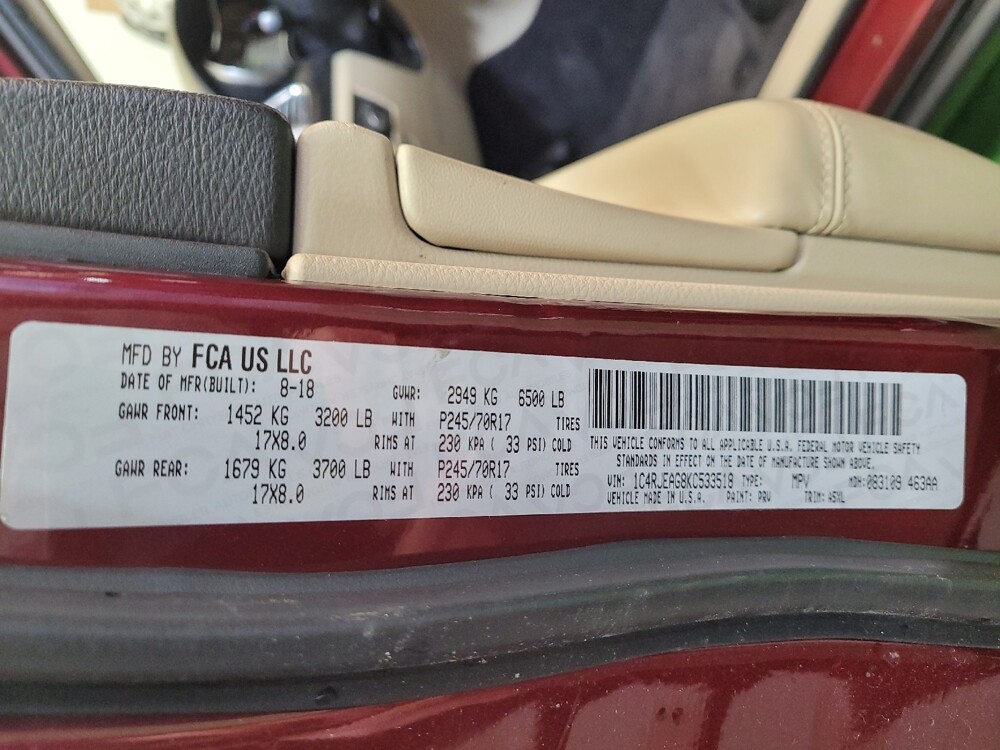 MFD BY FCA US LLC
DATE OF MFR(BUILT): 8-18 GVWR: 2949 KG 6500 LB
GAWR FRONT: 1452 KG 3200 LB WITH P245/70R17 TIRES
17X8.0 RIMS AT 230 KPA ( 33 PSI) COLD
GAWR REAR: 1679 KG 3700 LB WITH P245/70R17 TIRES
17X8.0 RIMS AT 230 KPA ( 33 PSI) COLD
THIS VEHICLE CONFORMS TO ALL APPLICABLE U.S.A. FEDERAL MOTOR VEHICLE SAFETY
STANDARDS IN EFFECT ON THE DATE OF MANUFACTURE SHOWN ABOVE.
VIN: 1C4RJEAG8KC533518 TYPE: MPV MDH: 083109 463AA
VEHICLE MADE IN U.S.A. PAINT: PRV TRIM: A5VL